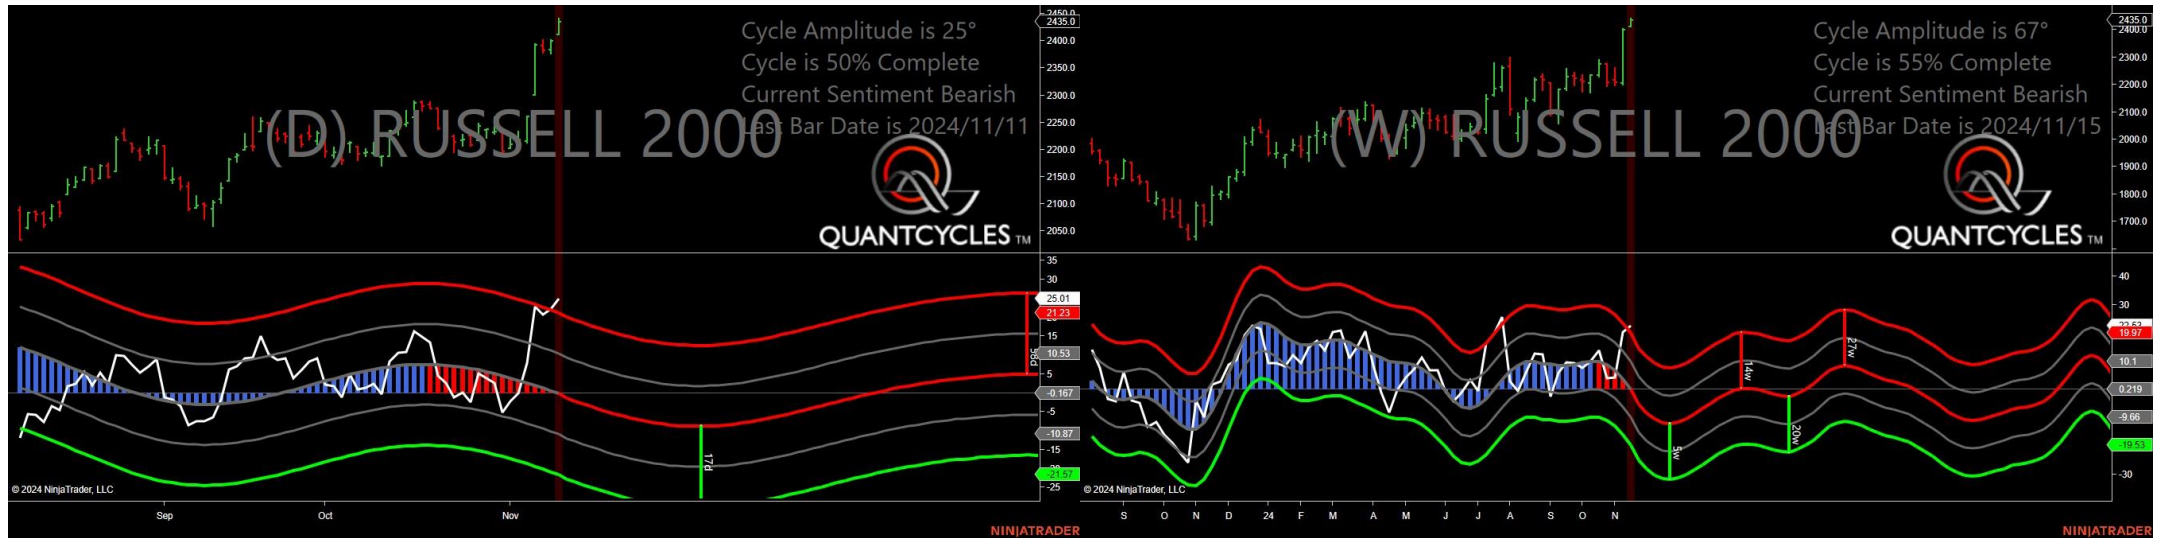 Cycle Amplitude is 25°
Cycle is 50% Complete
Current Sentiment Bearish
Last Bar Date is 2024/11/11
(D) RUSSELL 2000
QUANTCYCLES TM
2450.0
2435.0
2400.0
2350.0
2300.0
2250.0
2200.0
2150.0
2100.0
2050.0
35
30
25.01
21.23
15
10.53
5
-0.167
-5
-10.87
-15
-21.57
-25
17d
98d
© 2024 NinjaTrader, LLC
Sep
Oct
Nov
NINJATRADER
Cycle Amplitude is 67°
Cycle is 55% Complete
Current Sentiment Bearish
Last Bar Date is 2024/11/15
(W) RUSSELL 2000
QUANTCYCLES TM
2435.0
2400.0
2300.0
2200.0
2100.0
2000.0
1900.0
1800.0
1700.0
40
30
19.97
10.1
0.219
-9.66
-19.53
-30
5w
14w
20w
27w
© 2024 NinjaTrader, LLC
S
O
N
D
24
F
M
A
M
J
J
A
S
O
N
NINJATRADER